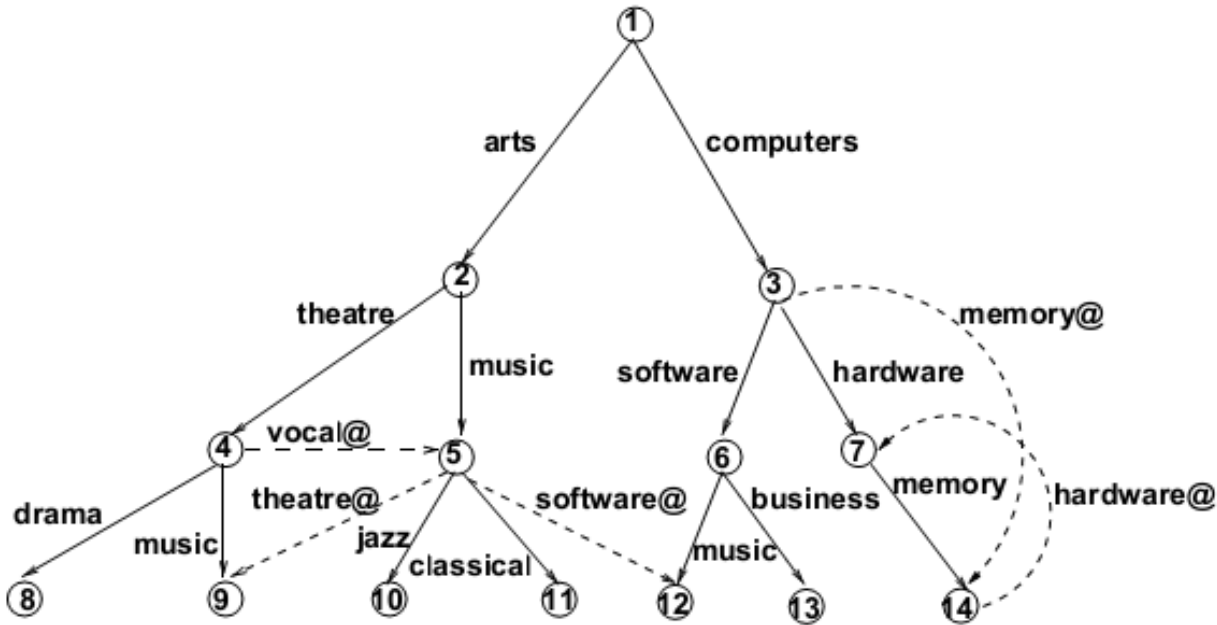 1
arts
computers
2
3
theatre
memory@
music
software
hardware
vocal@
4
5
6
7
theatre@
software@
business
memory
hardware@
drama
music
jazz
classical
music
8
9
10
11
12
13
14